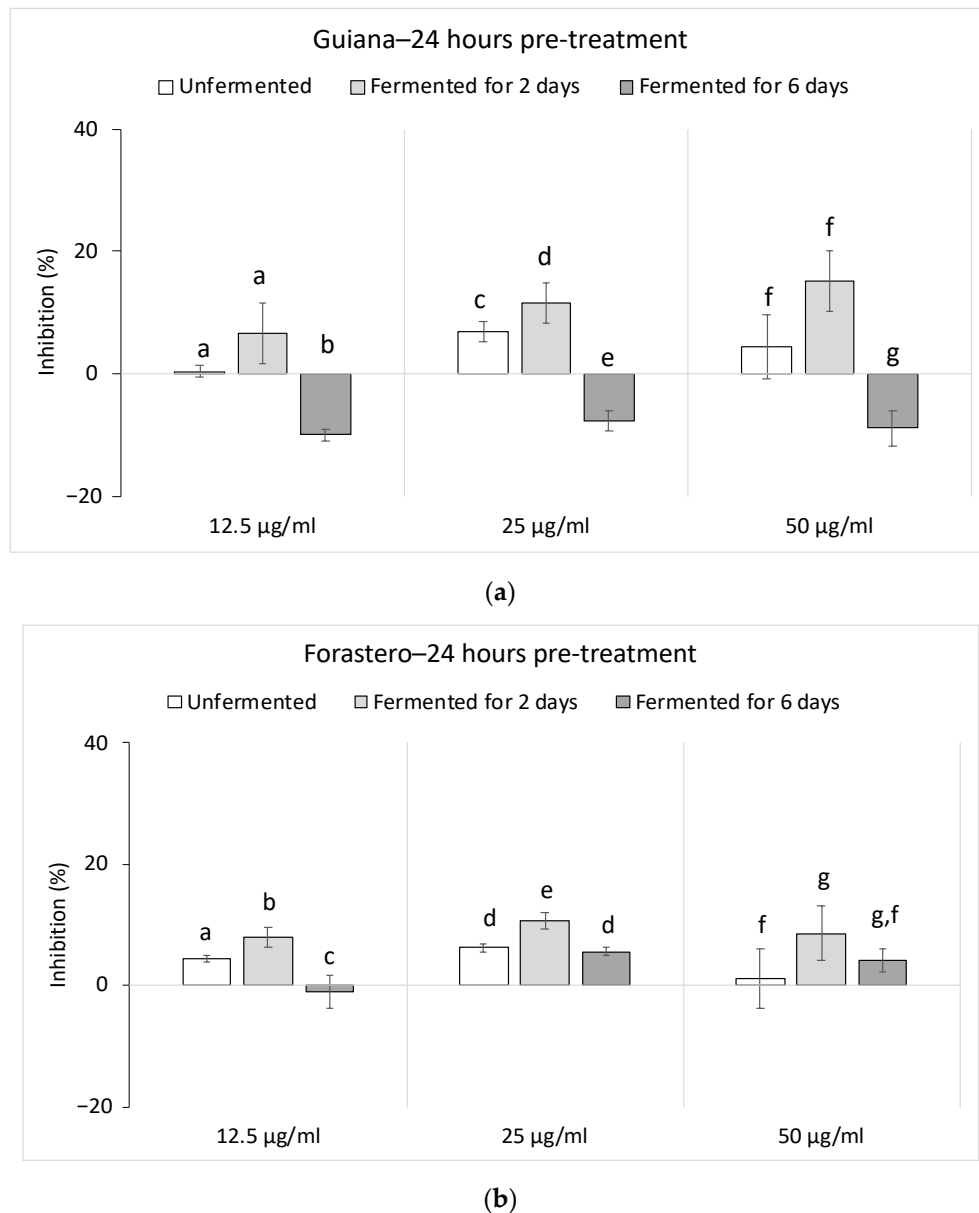 Guiana–24 hours pre-treatment
Unfermented Fermented for 2 days Fermented for 6 days
40
20
0
−20
Inhibition (%)
a a b c d e f f g
12.5 µg/ml 25 µg/ml 50 µg/ml
(a)
Forastero–24 hours pre-treatment
Unfermented Fermented for 2 days Fermented for 6 days
40
20
0
−20
Inhibition (%)
a b c d e d f g g,f
12.5 µg/ml 25 µg/ml 50 µg/ml
(b)